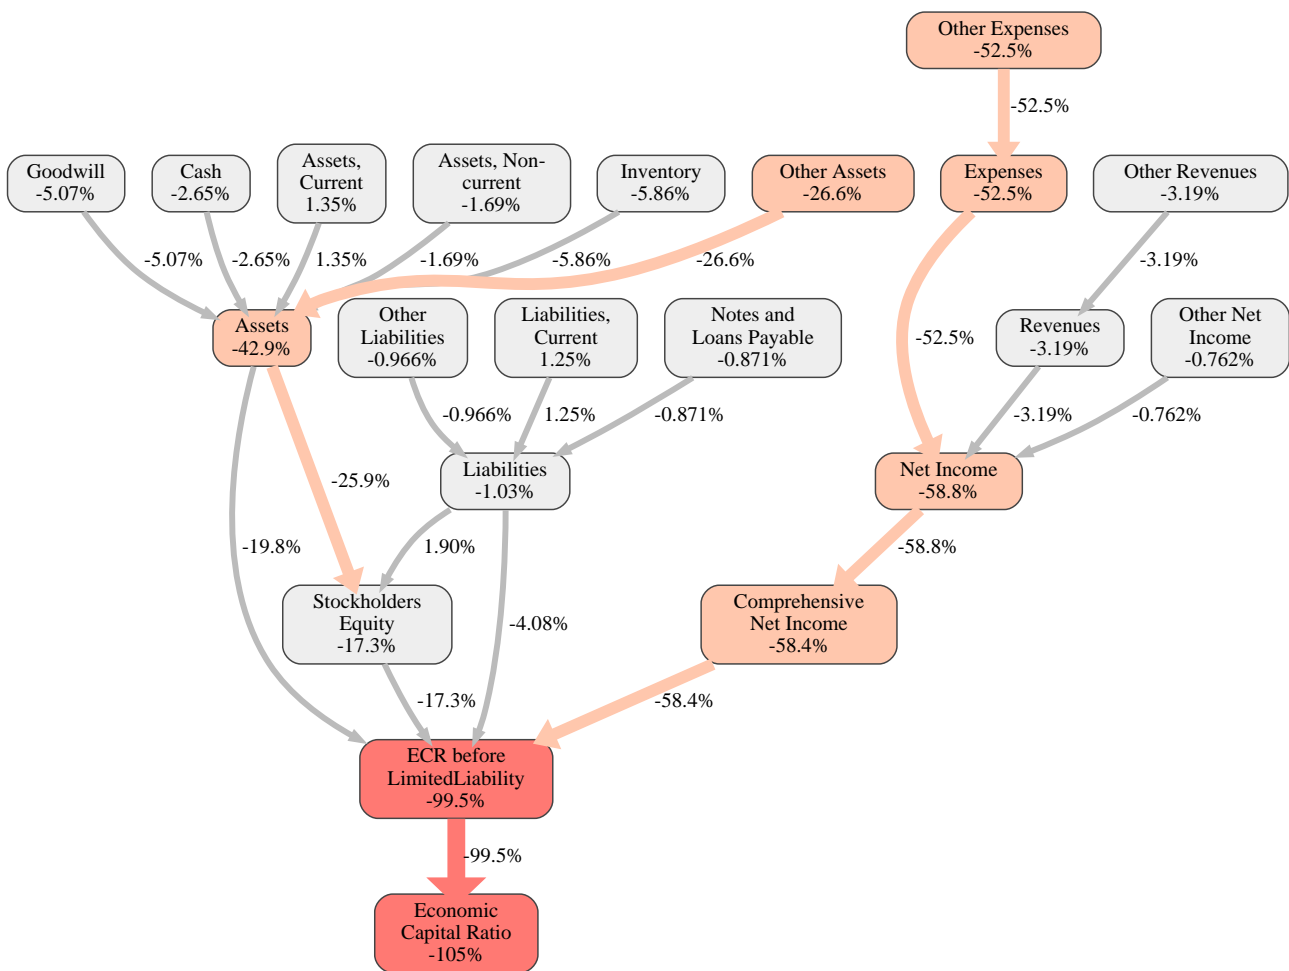 Other Expenses
-52.5%
-52.5%
Goodwill
-5.07%
Cash
-2.65%
Assets,
Current
1.35%
Assets, Non-
current
-1.69%
Inventory
-5.86%
Other Assets
-26.6%
Expenses
-52.5%
Other Revenues
-3.19%
-5.07%
-2.65%
1.35%
-1.69%
-5.86%
-26.6%
-3.19%
Assets
-42.9%
Other
Liabilities
-0.966%
Liabilities,
Current
1.25%
Notes and
Loans Payable
-0.871%
-52.5%
Revenues
-3.19%
Other Net
Income
-0.762%
-0.966%
1.25%
-0.871%
-3.19%
-0.762%
-25.9%
Liabilities
-1.03%
Net Income
-58.8%
-19.8%
1.90%
-58.8%
Stockholders
Equity
-17.3%
-4.08%
Comprehensive
Net Income
-58.4%
-17.3%
-58.4%
ECR before
LimitedLiability
-99.5%
-99.5%
Economic
Capital Ratio
-105%